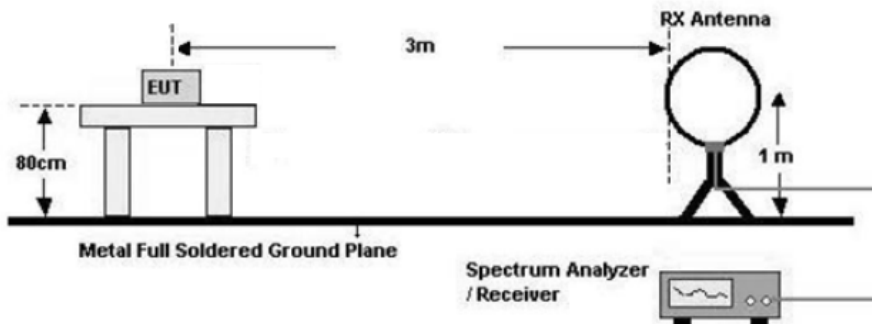 RX Antenna
3m
EUT
80cm
1 m
Metal Full Soldered Ground Plane
Spectrum Analyzer
/ Receiver